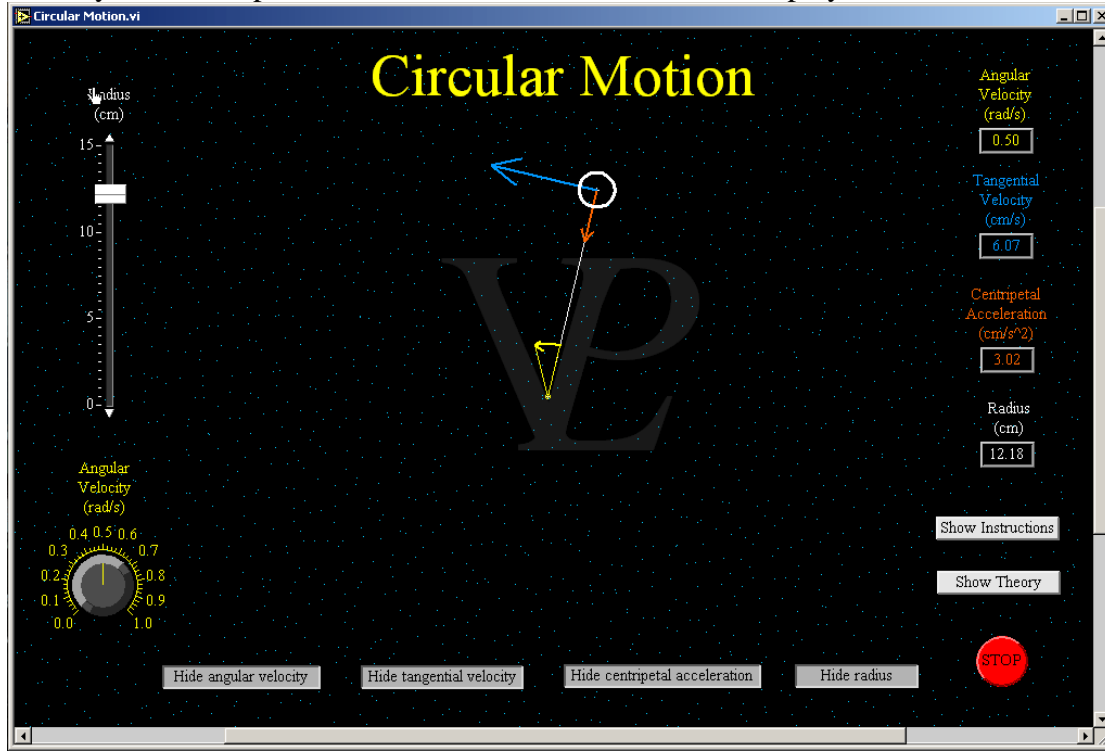 Circular Motion.vi
Circular Motion
Radius
(cm)
15
10
5
0
Angular
Velocity
(rad/s)
0.0
0.1
0.2
0.3
0.4
0.5
0.6
0.7
0.8
0.9
1.0
Angular
Velocity
(rad/s)
0.50
Tangential
Velocity
(cm/s)
6.07
Centripetal
Acceleration
(cm/s^2)
3.02
Radius
(cm)
12.18
Show Instructions
Show Theory
STOP
VPL
Hide angular velocity
Hide tangential velocity
Hide centripetal acceleration
Hide radius